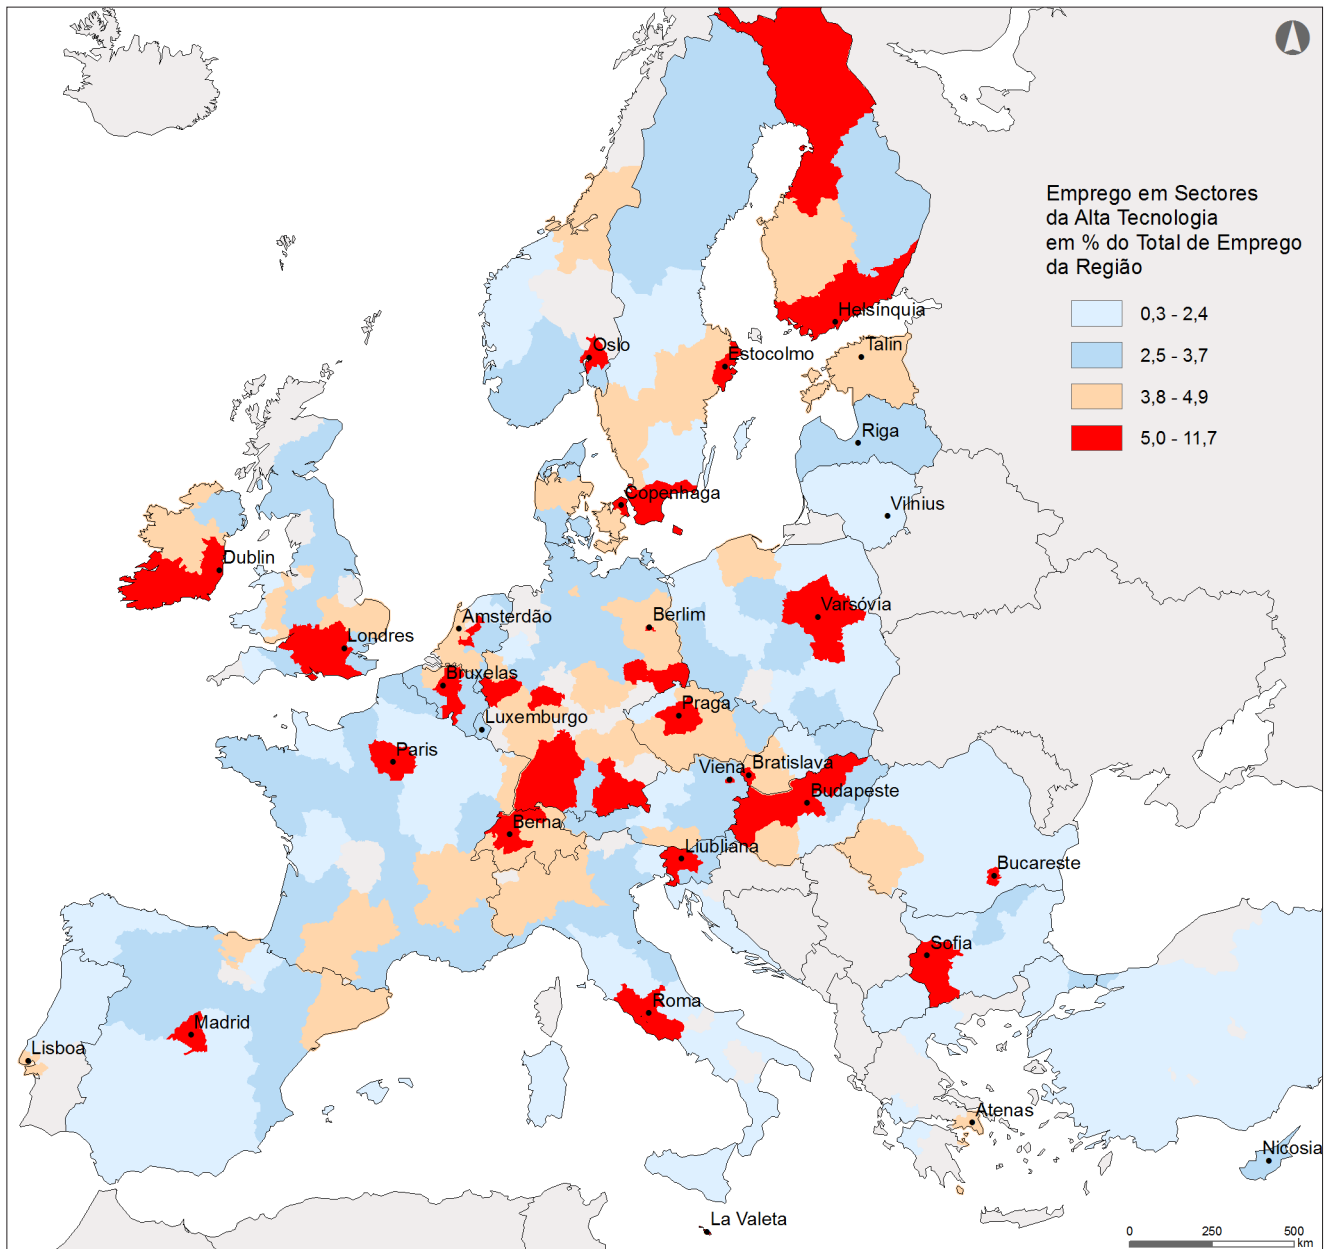 Emprego em Sectores
da Alta Tecnologia
em % do Total de Emprego
da Região
0,3 - 2,4
2,5 - 3,7
3,8 - 4,9
5,0 - 11,7
Helsínquia
Oslo
Talin
Estocolmo
Riga
Copenhaga
Vilnius
Dublin
Varsóvia
Amsterdão
Berlim
Londres
Bruxelas
Praga
Luxemburgo
Paris
Viena
Bratislava
Budapeste
Berna
Liubliana
Bucareste
Sofia
Roma
Madrid
Lisboa
Atenas
Nicosia
La Valeta
0 250 500
km